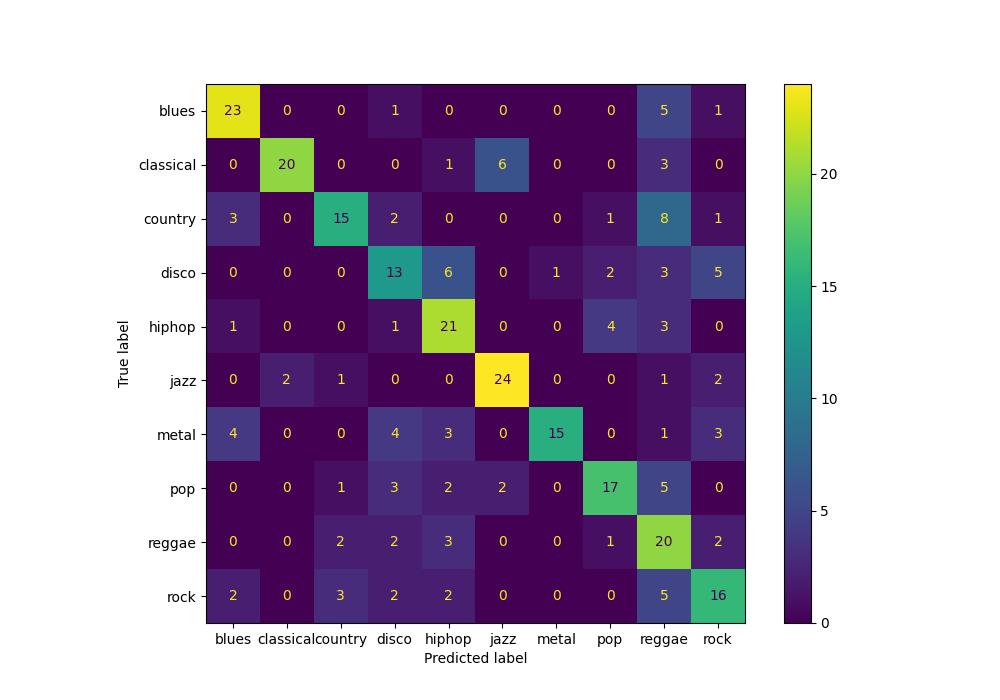 blues 23 0 0 1 0 0 0 0 5 1
classical 0 20 0 0 1 6 0 0 3 0
20
country 3 0 15 2 0 0 0 1 8 1
disco 0 0 0 13 6 0 1 2 3 5
15
hiphop 1 0 0 1 21 0 0 4 3 0
True label
jazz 0 2 1 0 0 24 0 0 1 2
10
metal 4 0 0 4 3 0 15 0 1 3
pop 0 0 1 3 2 2 0 17 5 0
5
reggae 0 0 2 2 3 0 0 1 20 2
rock 2 0 3 2 2 0 0 0 5 16
0
blues classical country disco hiphop jazz metal pop reggae rock
Predicted label